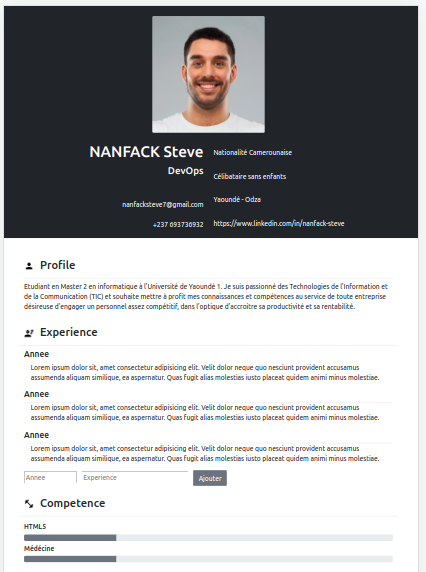 NANFACK Steve
DevOps
nanfacksteve7@gmail.com
+237 693736932
Nationalité Camerounaise
Célibataire sans enfants
Yaoundé - Odza
https://www.linkedin.com/in/nanfack-steve
Profile
Etudiant en Master 2 en informatique à l'Université de Yaoundé 1. Je suis passionné des Technologies de l'Information et
de la Communication (TIC) et souhaite mettre à profit mes connaissances et compétences au service de toute entreprise
désireuse d'engager un personnel assez compétitif, dans l'optique d'accroitre sa productivité et sa rentabilité.
Experience
Annee
Lorem ipsum dolor sit, amet consectetur adipisicing elit. Velit dolor neque quo nesciunt provident accusamus
assumenda aliquam similique, ea aspernatur. Quas fugit alias molestias iusto placeat quidem animi minus molestiae.
Annee
Lorem ipsum dolor sit, amet consectetur adipisicing elit. Velit dolor neque quo nesciunt provident accusamus
assumenda aliquam similique, ea aspernatur. Quas fugit alias molestias iusto placeat quidem animi minus molestiae.
Annee
Lorem ipsum dolor sit, amet consectetur adipisicing elit. Velit dolor neque quo nesciunt provident accusamus
assumenda aliquam similique, ea aspernatur. Quas fugit alias molestias iusto placeat quidem animi minus molestiae.
Annee Experience Ajouter
Competence
HTML5
Médécine